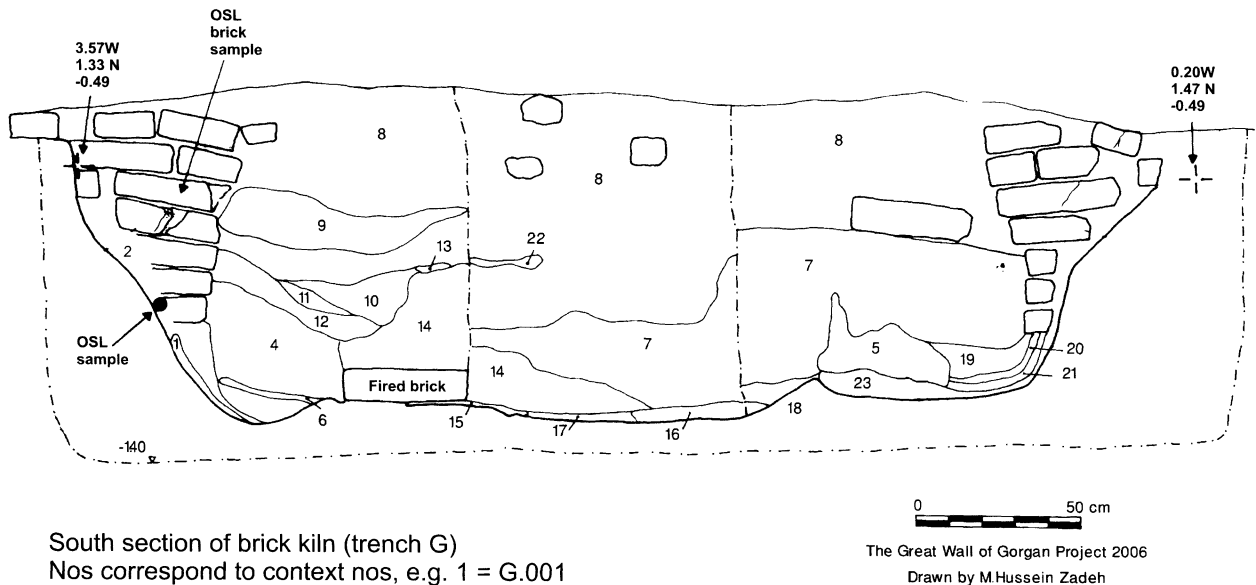 OSL
brick
sample
3.57W
1.33 N
-0.49
0.20W
1.47 N
-0.49
8
8
8
9
2
13
22
11
10
12
7
OSL
sample
1
4
14
7
5
19
20
21
14
23
Fired brick
6
15
17
16
18
-140
0
50 cm
South section of brick kiln (trench G)
Nos correspond to context nos, e.g. 1 = G.001
The Great Wall of Gorgan Project 2006
Drawn by M.Hussein Zadeh